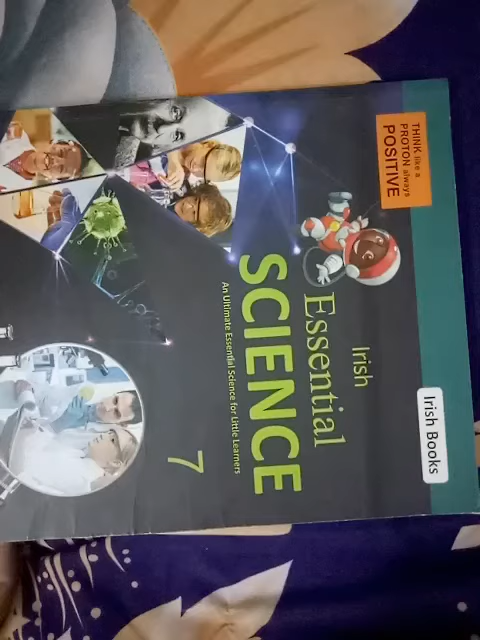 THINK like a
PROTON always
POSITIVE
Irish Books
Irish
Essential
SCIENCE
An Ultimate Essential Science for Little Learners
7